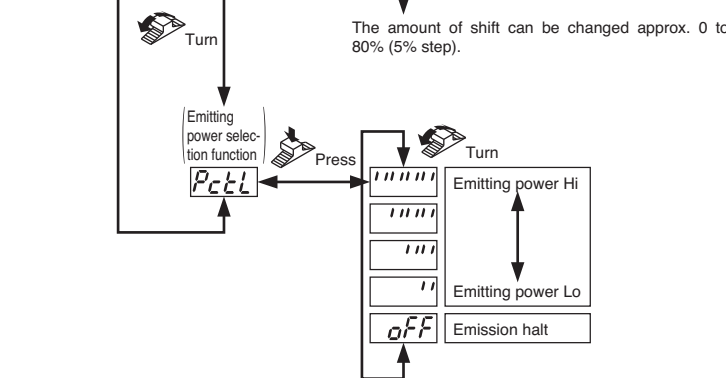 The amount of shift can be changed approx. 0 to
80% (5% step).
Turn
Emitting
power selec-
tion function
Press
Turn
Pctl
Emitting power Hi
Emitting power Lo
oFF
Emission halt